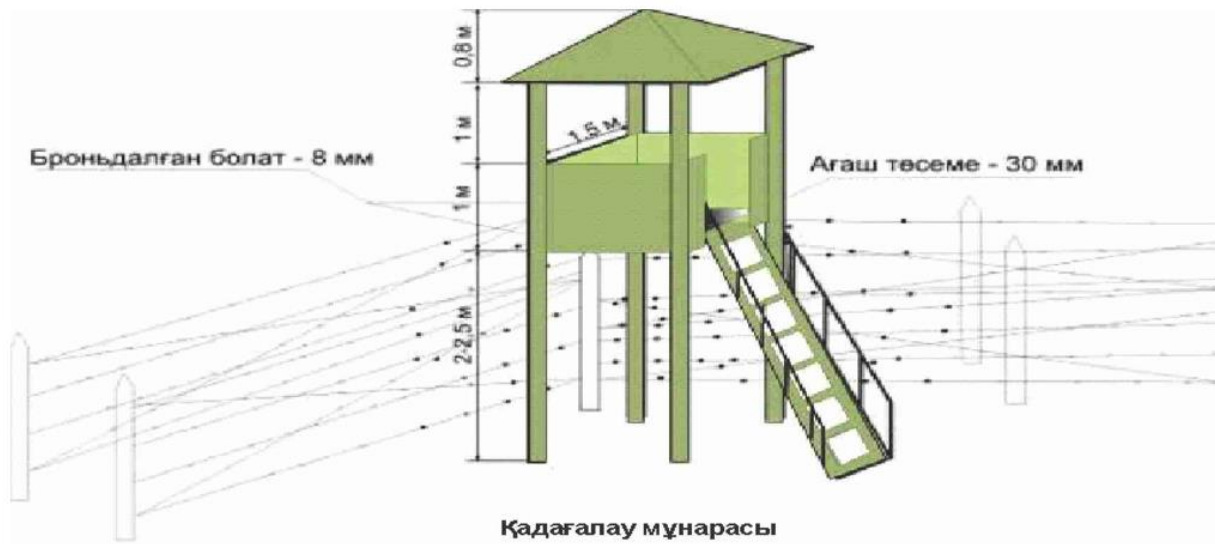 0,8 м
1 м
1,5 м
Броньдалған болат - 8 мм
Ағаш төсеме - 30 мм
1 м
2-2,5 м
Қадағалау мұнарасы